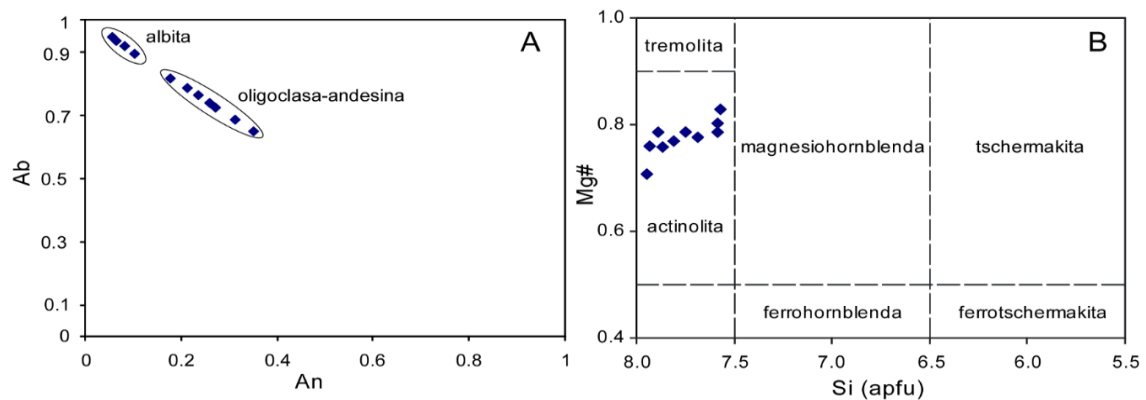 A
albita
oligoclasa-andesina
1
0.9
0.7
0.5
0.3
0.1
0
Ab
0
0.2
0.4
0.6
0.8
1
An
B
tremolita
magnesiohornblenda
tschermakita
actinolita
ferrohornblenda
ferrotschermakita
1.0
0.8
0.6
0.4
Mg#
8.0
7.5
7.0
6.5
6.0
5.5
Si (apfu)